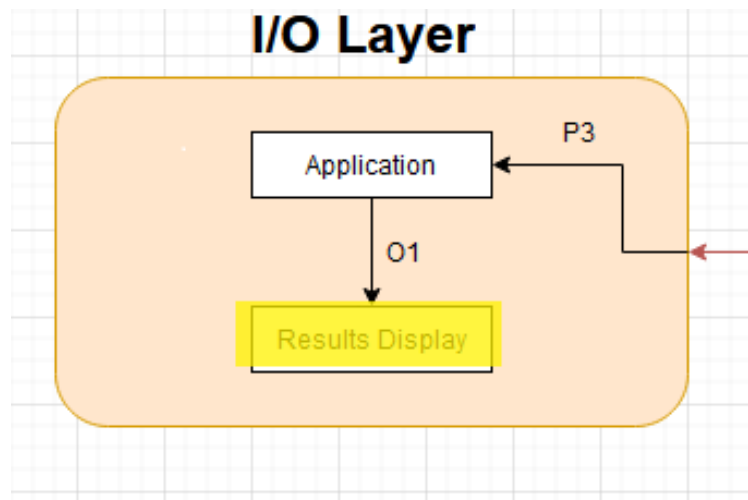 I/O Layer
P3
Application
O1
Results Display